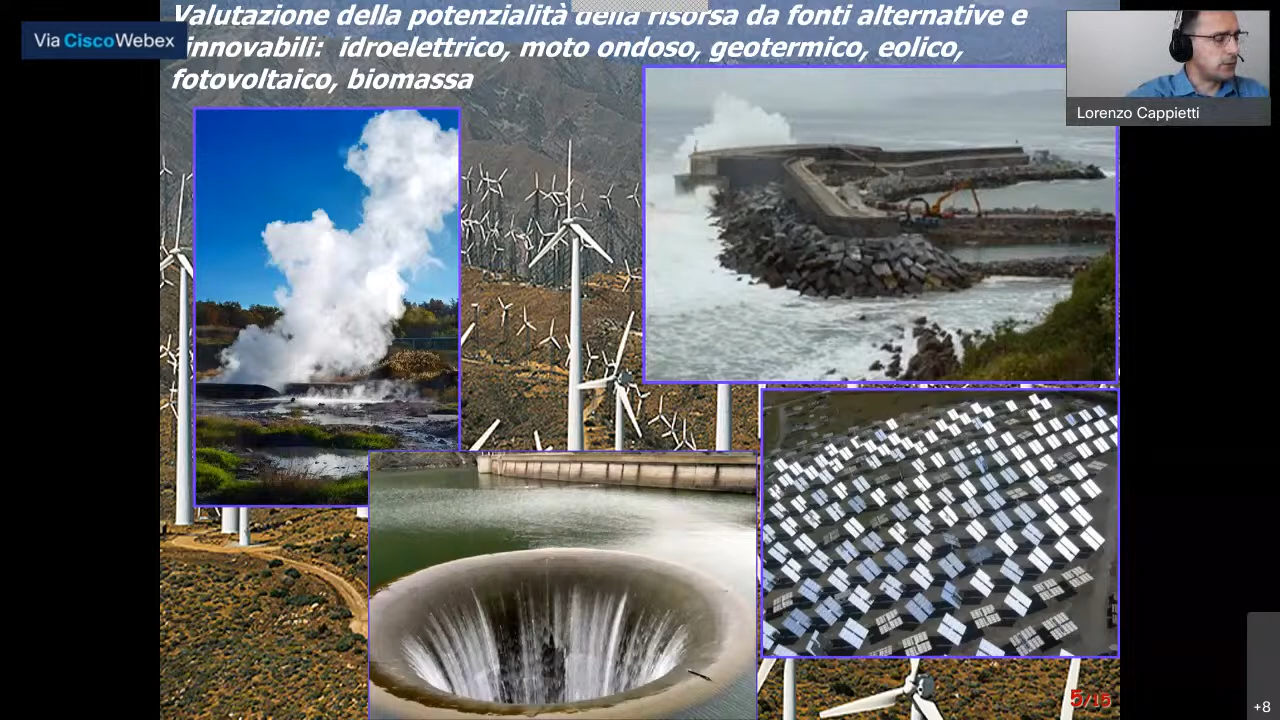 Valutazione della potenzialità della risorsa da fonti alternative e
Via Cisco Webex
innovabili: idroelettrico, moto ondoso, geotermico, eolico,
fotovoltaico, biomassa
Lorenzo Cappietti
5/15
+8